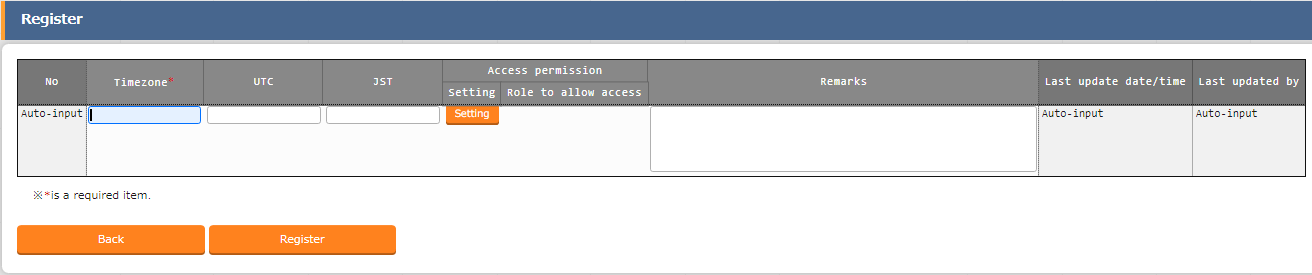 Register
No Timezone* UTC JST Access permission Remarks Last update date/time Last updated by
Setting Role to allow access
Auto-input Setting Auto-input Auto-input
※*is a required item.
Back Register